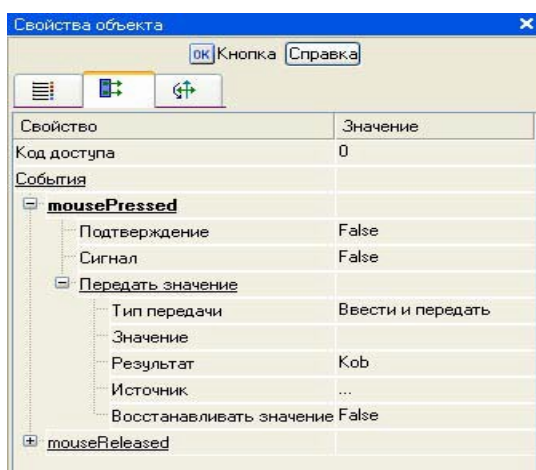 Свойства объекта
OK Кнопка Справка
Свойство Значение
Код доступа 0
События
mousePressed
Подтверждение False
Сигнал False
Передать значение
Тип передачи Ввести и передать
Значение
Результат Kob
Источник ...
Восстанавливать значение False
mouseReleased